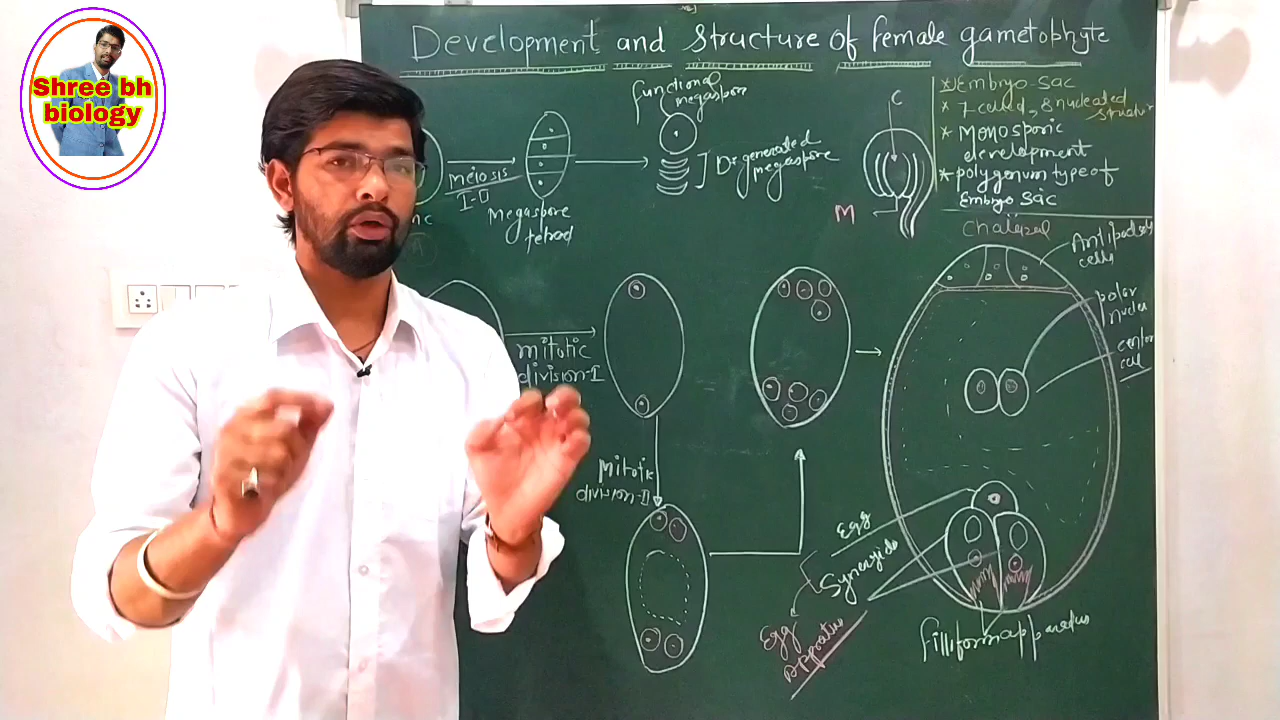 Shree bh
biology
Development and Structure of female gametophyte
functional
megaspore
meiosis
I-II
Megaspore
tetrad
Degenerated
megaspore
C
M
* Embryo sac
* 7 celled, 8 nucleated
structure
* Monosporic
development
* polygonum type of
Embryo sac
Chalazal
Antipodals
cells
polar
nuclei
central
cell
mitotic
division-I
Mitotic
division-II
Egg
Synergids
Egg
Apparatus
filliform apparatus